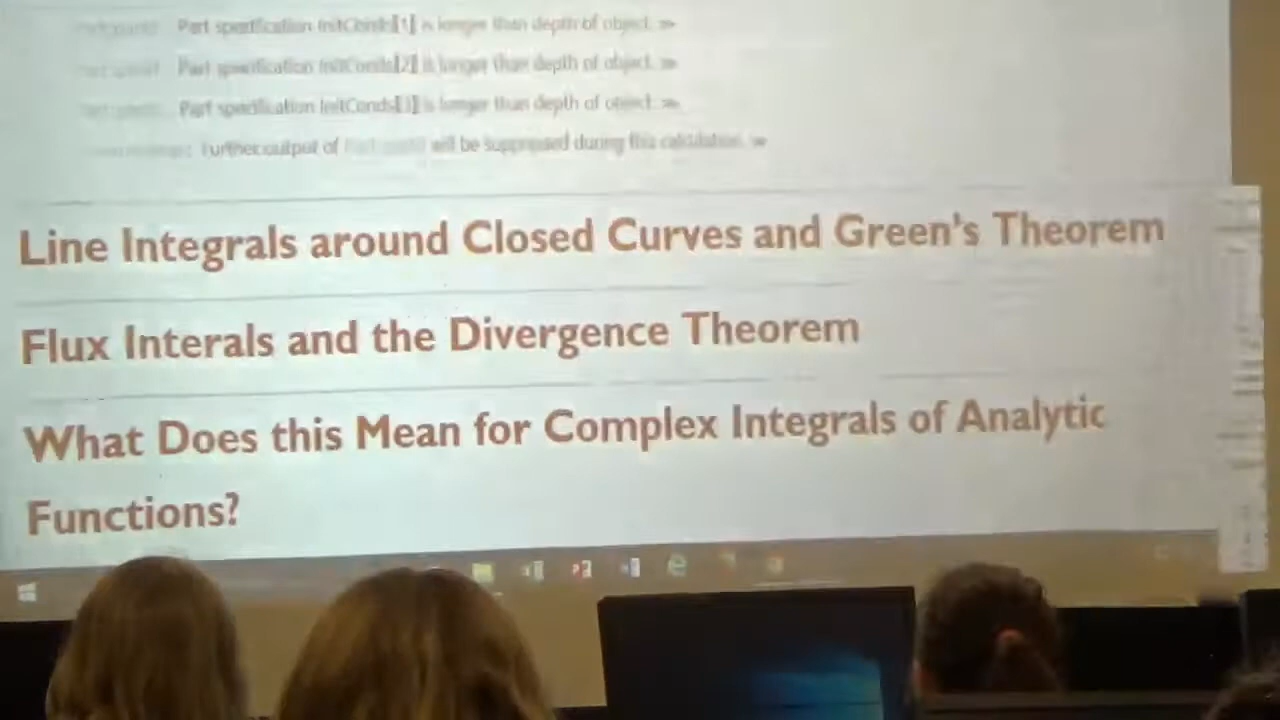 Part specification InitConds[[1]] is longer than depth of object. >>
Part specification InitConds[[2]] is longer than depth of object. >>
Part specification InitConds[[3]] is longer than depth of object. >>
Further output of will be suppressed during this calculation. >>
Line Integrals around Closed Curves and Green's Theorem
Flux Interals and the Divergence Theorem
What Does this Mean for Complex Integrals of Analytic
Functions?